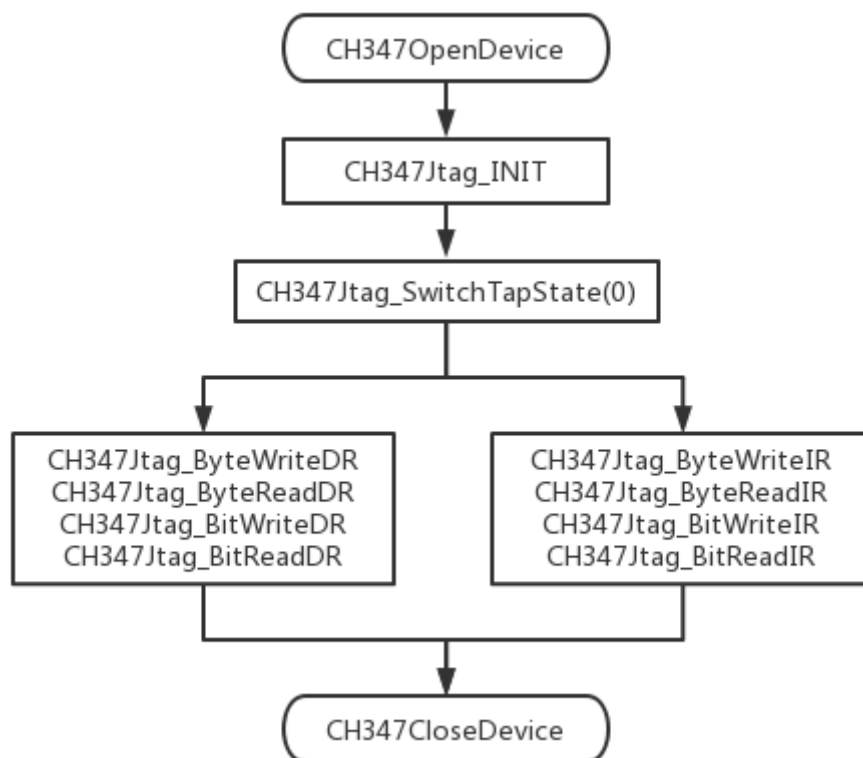 CH347OpenDevice
CH347Jtag_INIT
CH347Jtag_SwitchTapState(0)
CH347Jtag_ByteWriteDR
CH347Jtag_ByteReadDR
CH347Jtag_BitWriteDR
CH347Jtag_BitReadDR
CH347Jtag_ByteWriteIR
CH347Jtag_ByteReadIR
CH347Jtag_BitWriteIR
CH347Jtag_BitReadIR
CH347CloseDevice